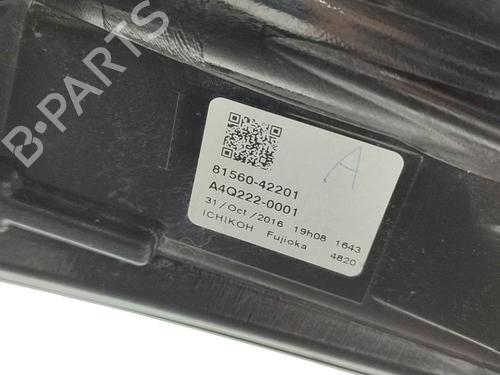 B-PARTS
A
81560-42201
A4Q222-0001
31/Oct/2016 19h08 1643
ICHIKOH Fujioka 4820